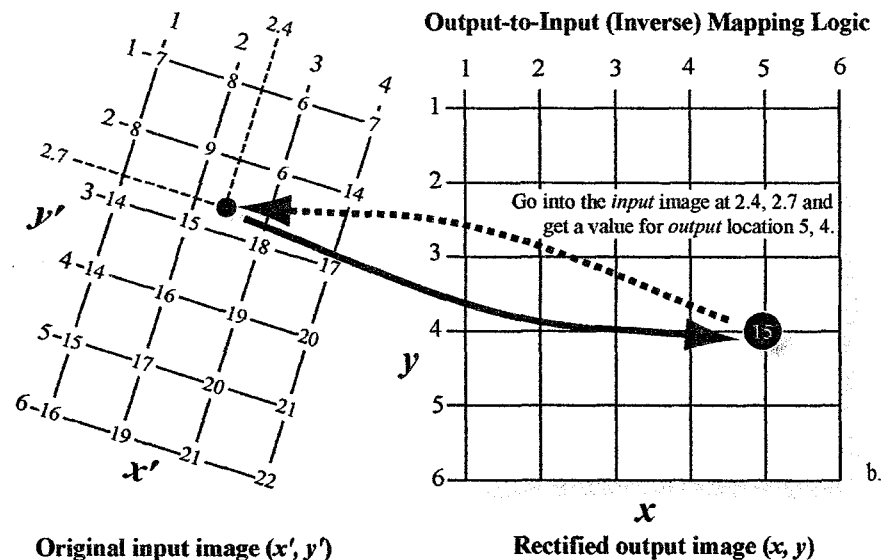 Output-to-Input (Inverse) Mapping Logic
1 2 2.4 3 4
1 7 8 6 7
2 8 9 6 14
2.7
3 14 15 18 17
4 14 16 19 20
5 15 17 20 21
6 16 19 21 22
y'
x'
Original input image (x', y')
1 2 3 4 5 6
1
2
Go into the input image at 2.4, 2.7 and
get a value for output location 5, 4.
3
4 15
y
5
6
b.
x
Rectified output image (x, y)